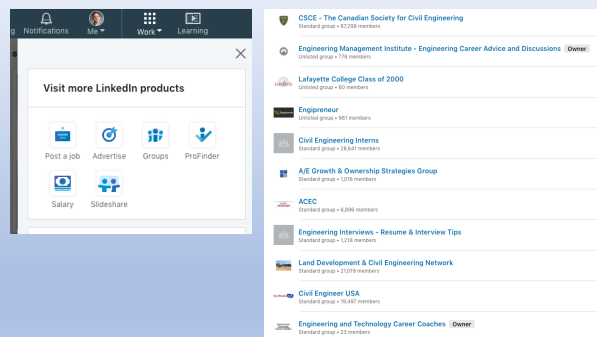 Notifications
Me
Work
Learning
Visit more LinkedIn products
Post a job
Advertise
Groups
ProFinder
Salary
Slideshare
CSCE - The Canadian Society for Civil Engineering
Standard group • 67,298 members
Engineering Management Institute - Engineering Career Advice and Discussions Owner
Unlisted group • 776 members
Lafayette College Class of 2000
Unlisted group • 60 members
Engipreneur
Unlisted group • 981 members
Civil Engineering Interns
Standard group • 26,641 members
A/E Growth & Ownership Strategies Group
Standard group • 1,016 members
ACEC
Standard group • 6,896 members
Engineering Interviews - Resume & Interview Tips
Standard group • 1,218 members
Land Development & Civil Engineering Network
Standard group • 21,019 members
Civil Engineer USA
Standard group • 19,497 members
Engineering and Technology Career Coaches Owner
Standard group • 23 members